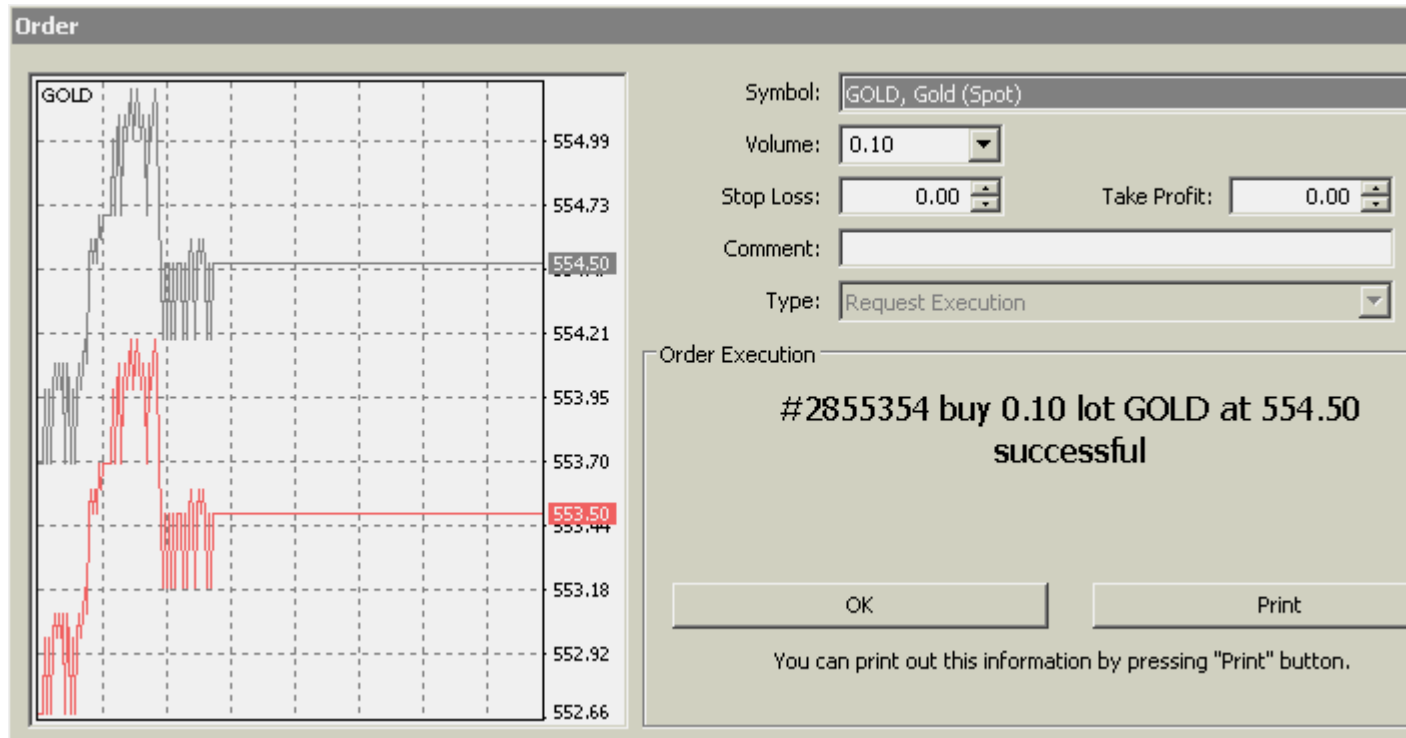 Order
GOLD
554.99
554.73
554.50
554.21
553.95
553.70
553.50
553.44
553.18
552.92
552.66
Symbol: GOLD, Gold (Spot)
Volume: 0.10
Stop Loss: 0.00 Take Profit: 0.00
Comment:
Type: Request Execution
Order Execution
#2855354 buy 0.10 lot GOLD at 554.50
successful
OK Print
You can print out this information by pressing "Print" button.